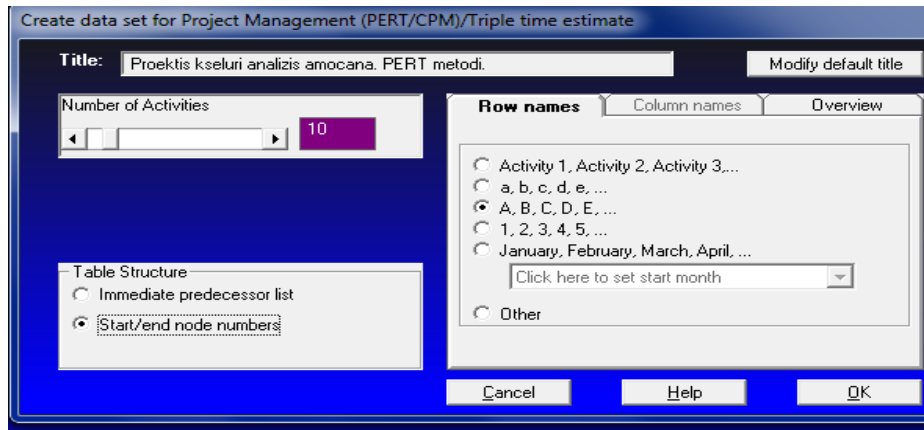 Create data set for Project Management (PERT/CPM)/Triple time estimate
Title: Proektis kseluri analizis amocana. PERT metodi. Modify default title
Number of Activities
10
Row names Column names Overview
Activity 1, Activity 2, Activity 3,...
a, b, c, d, e, ...
A, B, C, D, E, ...
1, 2, 3, 4, 5, ...
January, February, March, April, ...
Click here to set start month
Other
Table Structure
Immediate predecessor list
Start/end node numbers
Cancel Help OK